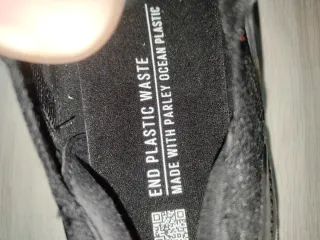 END PLASTIC WASTE
MADE WITH PARLEY OCEAN PLASTIC